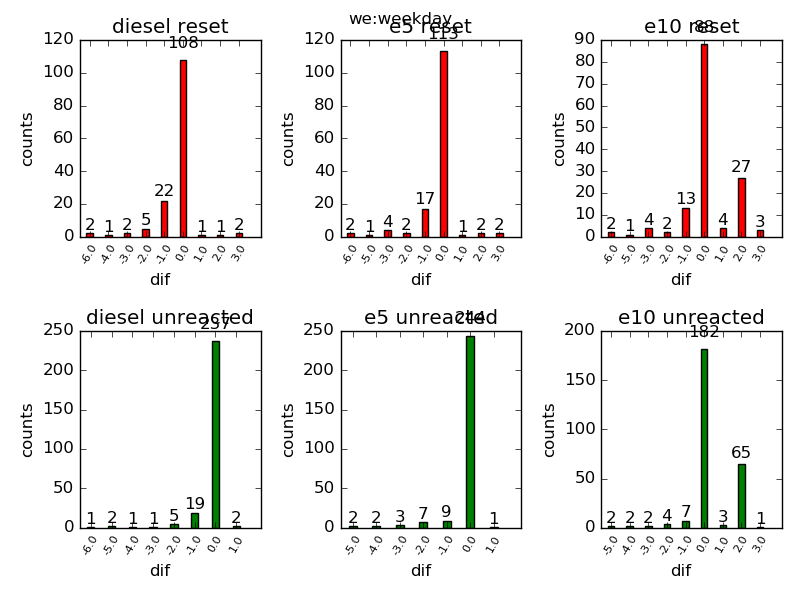 we:weekday
diesel reset
counts
120
100
80
60
40
20
0
2 1 2 5 22 108 1 1 2
-6.0 -4.0 -3.0 -2.0 -1.0 0.0 1.0 2.0 3.0
dif
e5 reset
counts
120
100
80
60
40
20
0
2 1 4 2 17 113 1 2 2
-6.0 -5.0 -3.0 -2.0 -1.0 0.0 1.0 2.0 3.0
dif
e10 reset
counts
90
80
70
60
50
40
30
20
10
0
2 1 4 2 13 88 4 27 3
-6.0 -5.0 -3.0 -2.0 -1.0 0.0 1.0 2.0 3.0
dif
diesel unreacted
counts
250
200
150
100
50
0
1 2 1 1 5 19 237 2
-6.0 -5.0 -4.0 -3.0 -2.0 -1.0 0.0 1.0
dif
e5 unreacted
counts
250
200
150
100
50
0
2 2 3 7 9 244 1
-5.0 -4.0 -3.0 -2.0 -1.0 0.0 1.0
dif
e10 unreacted
counts
200
150
100
50
0
2 2 2 4 7 182 3 65 1
-5.0 -4.0 -3.0 -2.0 -1.0 0.0 1.0 2.0 3.0
dif